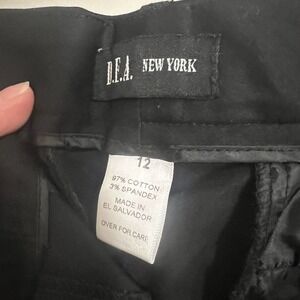 D.E.A. NEW YORK
12
97% COTTON
3% SPANDEX
MADE IN
EL SALVADOR
OVER FOR CARE